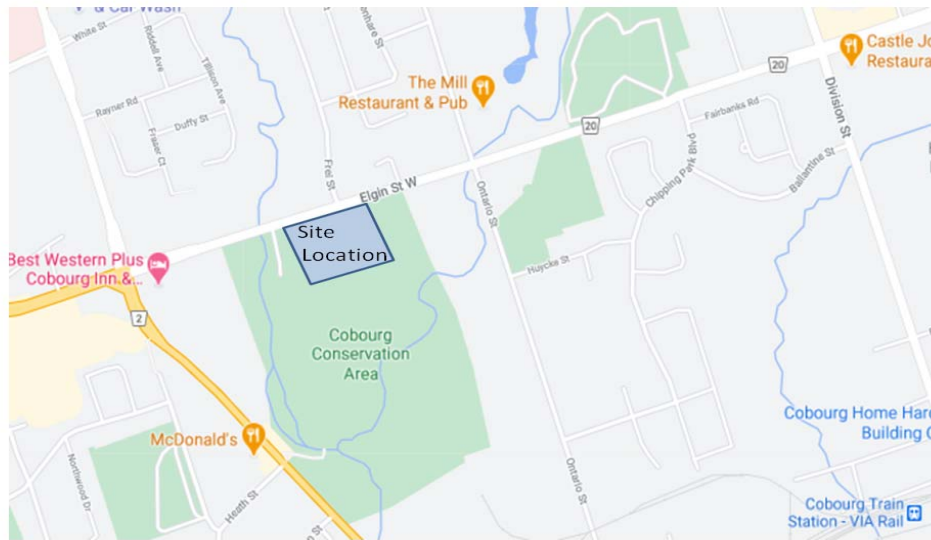 & Car Wash
White St
Riddell Ave
Tillison Ave
Rayner Rd
Duffy St
Fraser Ct
Frei St
The Mill
Restaurant & Pub
20
Castle Jo
Restaura
Fairbanks Rd
20
Division St
Chipping Park Blvd
Ballantine St
Elgin St W
Ontario St
Site
Location
Huycke St
Best Western Plus
Cobourg Inn &...
2
Cobourg
Conservation
Area
McDonald's
Northwood Dr
Heath St
Ontario St
Cobourg Home Hard
Building C
Cobourg Train
Station - VIA Rail